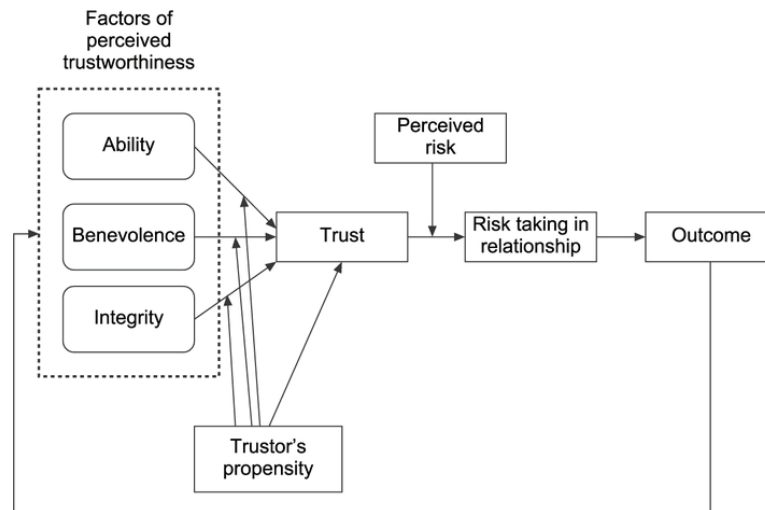 Factors of
perceived
trustworthiness
Ability
Benevolence
Integrity
Perceived
risk
Trust
Risk taking in
relationship
Outcome
Trustor’s
propensity